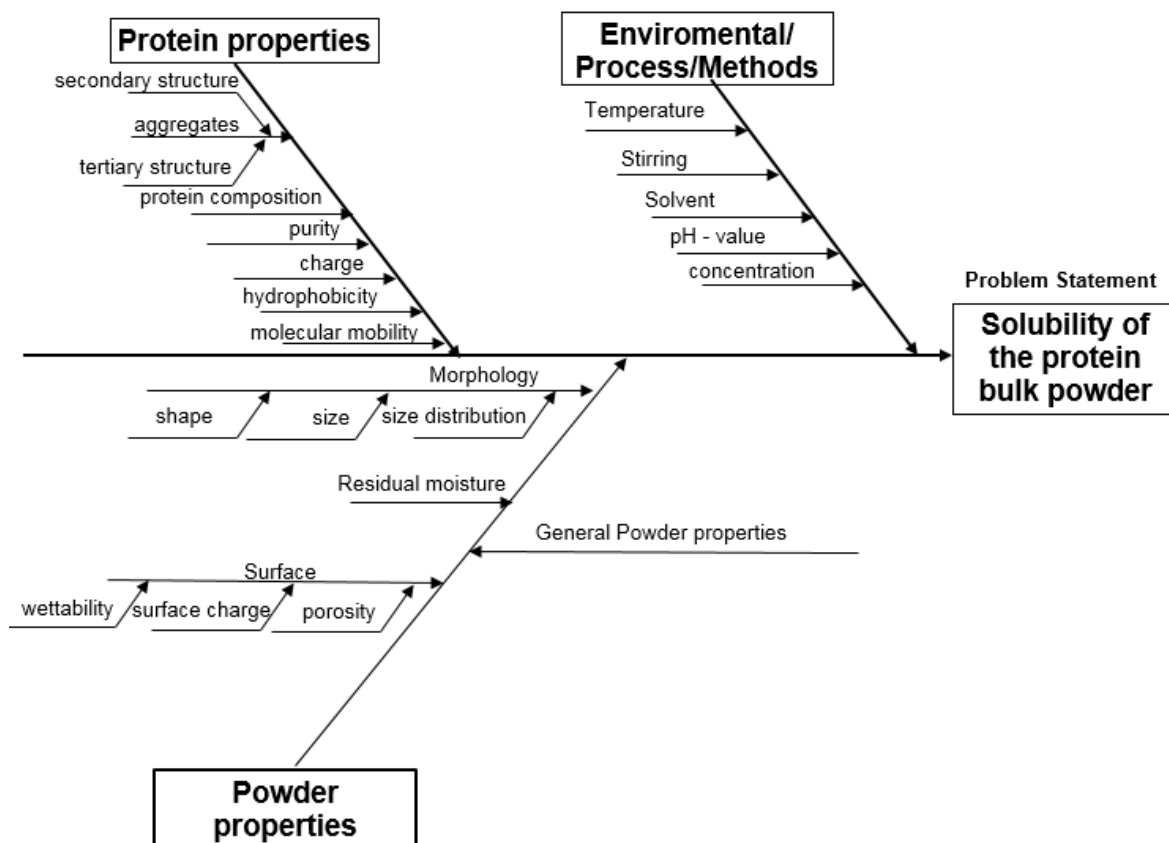 Protein properties
secondary structure
aggregates
tertiary structure
protein composition
purity
charge
hydrophobicity
molecular mobility
Enviromental/
Process/Methods
Temperature
Stirring
Solvent
pH - value
concentration
Problem Statement
Solubility of
the protein
bulk powder
Morphology
shape
size
size distribution
Residual moisture
General Powder properties
Surface
wettability
surface charge
porosity
Powder
properties